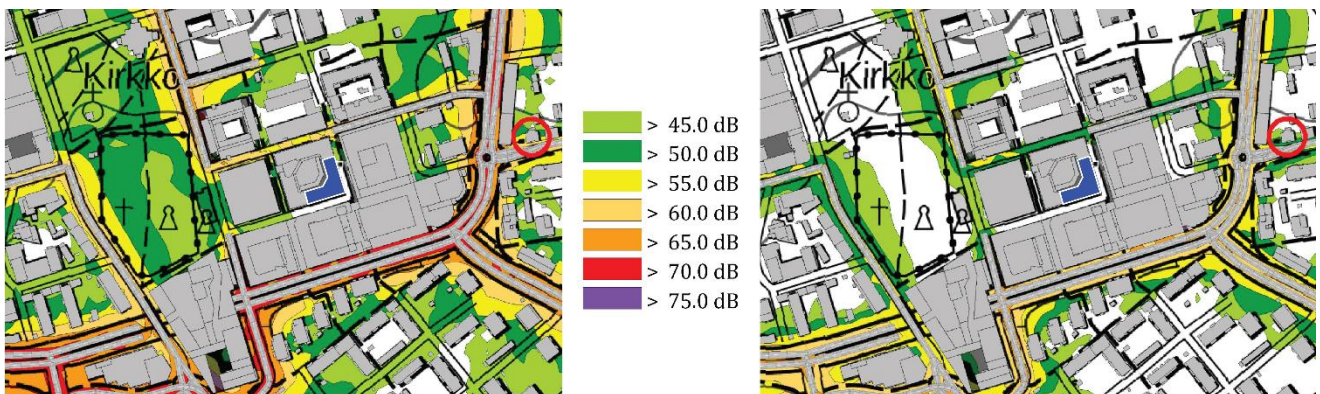 Kirkko
> 45.0 dB
> 50.0 dB
> 55.0 dB
> 60.0 dB
> 65.0 dB
> 70.0 dB
> 75.0 dB
Kirkko